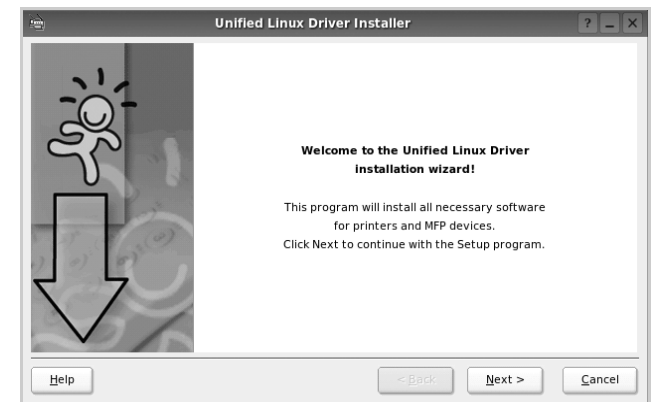 Unified Linux Driver Installer
Welcome to the Unified Linux Driver
installation wizard!
This program will install all necessary software
for printers and MFP devices.
Click Next to continue with the Setup program.
Help
< Back
Next >
Cancel